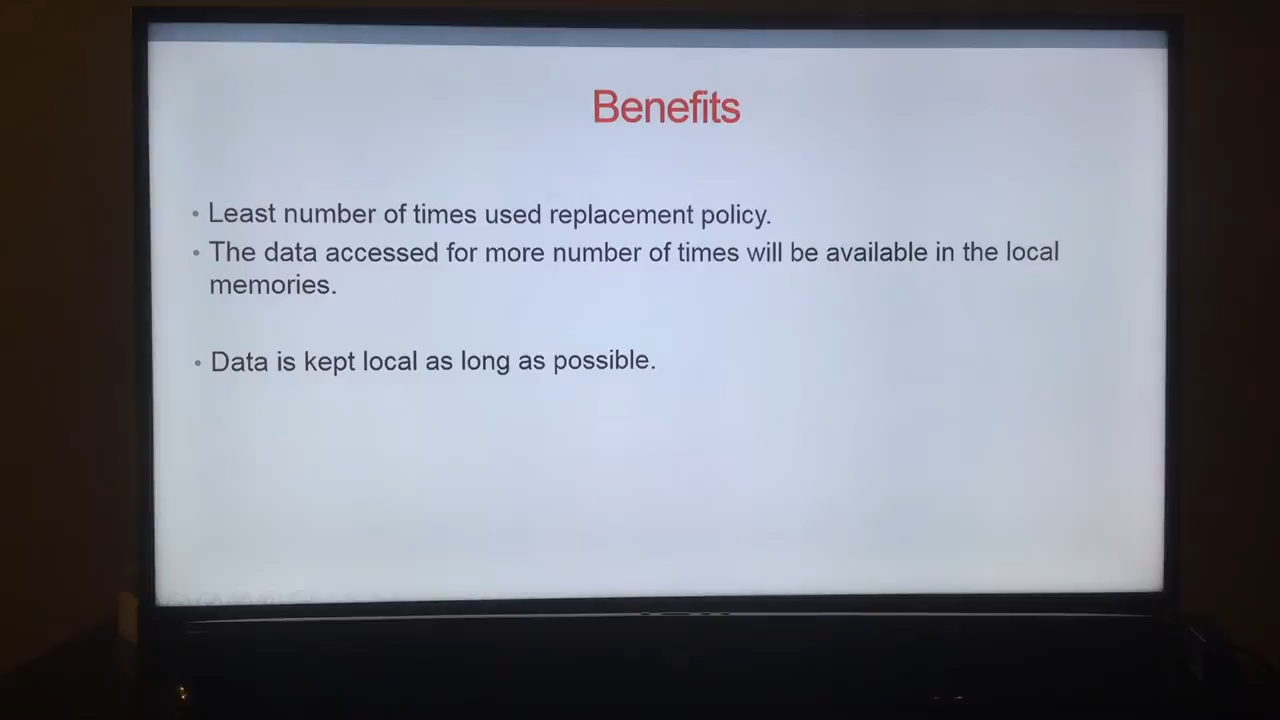 Benefits
• Least number of times used replacement policy.
• The data accessed for more number of times will be available in the local
memories.
• Data is kept local as long as possible.